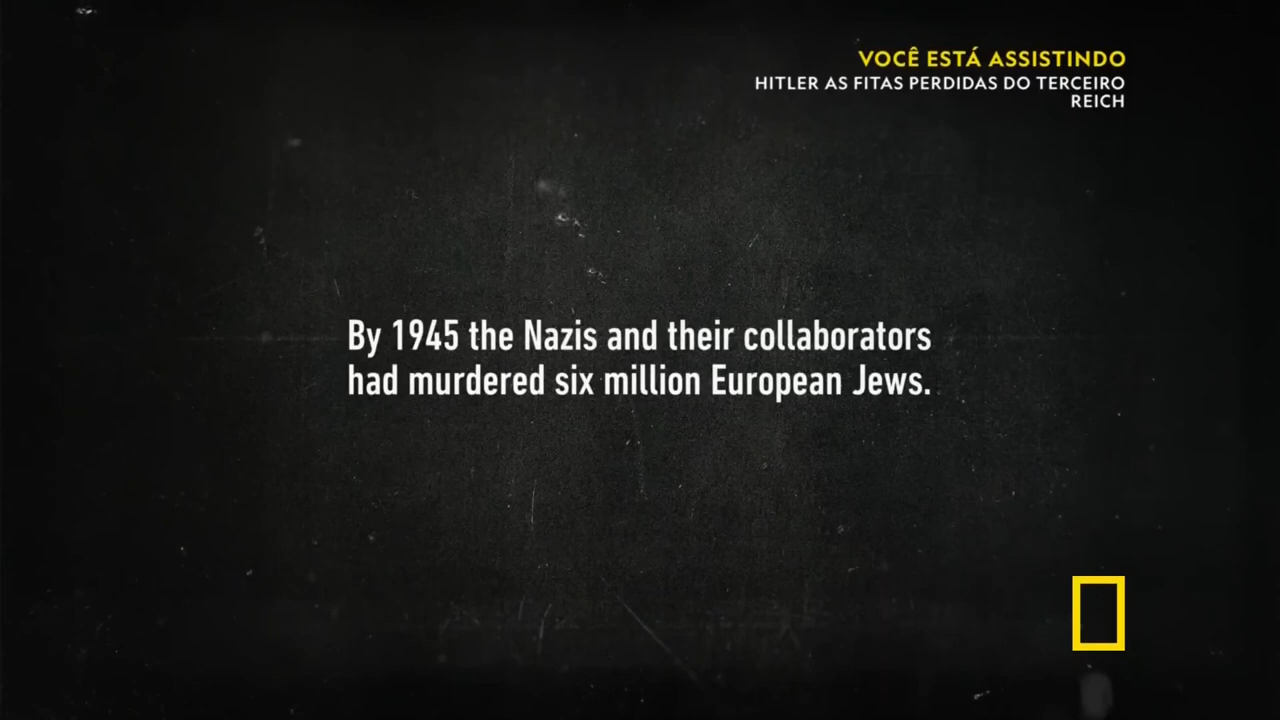 VOCÊ ESTÁ ASSISTINDO
HITLER AS FITAS PERDIDAS DO TERCEIRO
REICH
By 1945 the Nazis and their collaborators
had murdered six million European Jews.